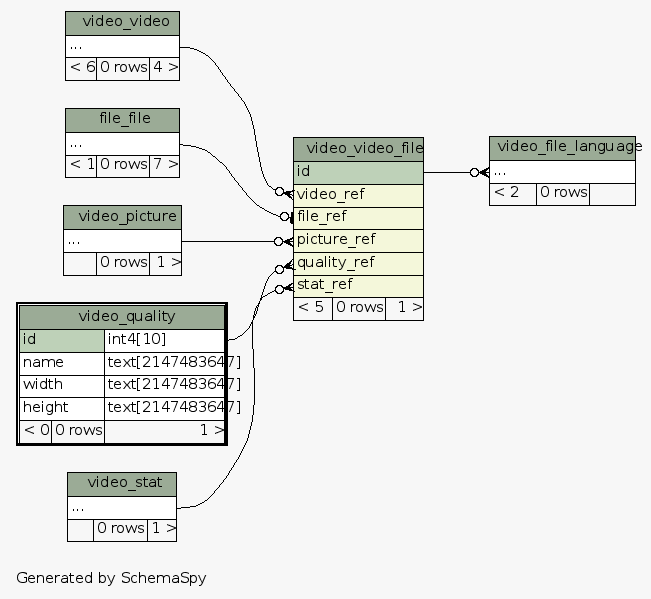 video_video
...
< 6 0 rows 4 >
file_file
...
< 1 0 rows 7 >
video_picture
...
0 rows 1 >
video_quality
id int4[10]
name text[2147483647]
width text[2147483647]
height text[2147483647]
< 0 0 rows 1 >
video_stat
...
0 rows 1 >
video_video_file
id
video_ref
file_ref
picture_ref
quality_ref
stat_ref
< 5 0 rows 1 >
video_file_language
...
< 2 0 rows
Generated by SchemaSpy